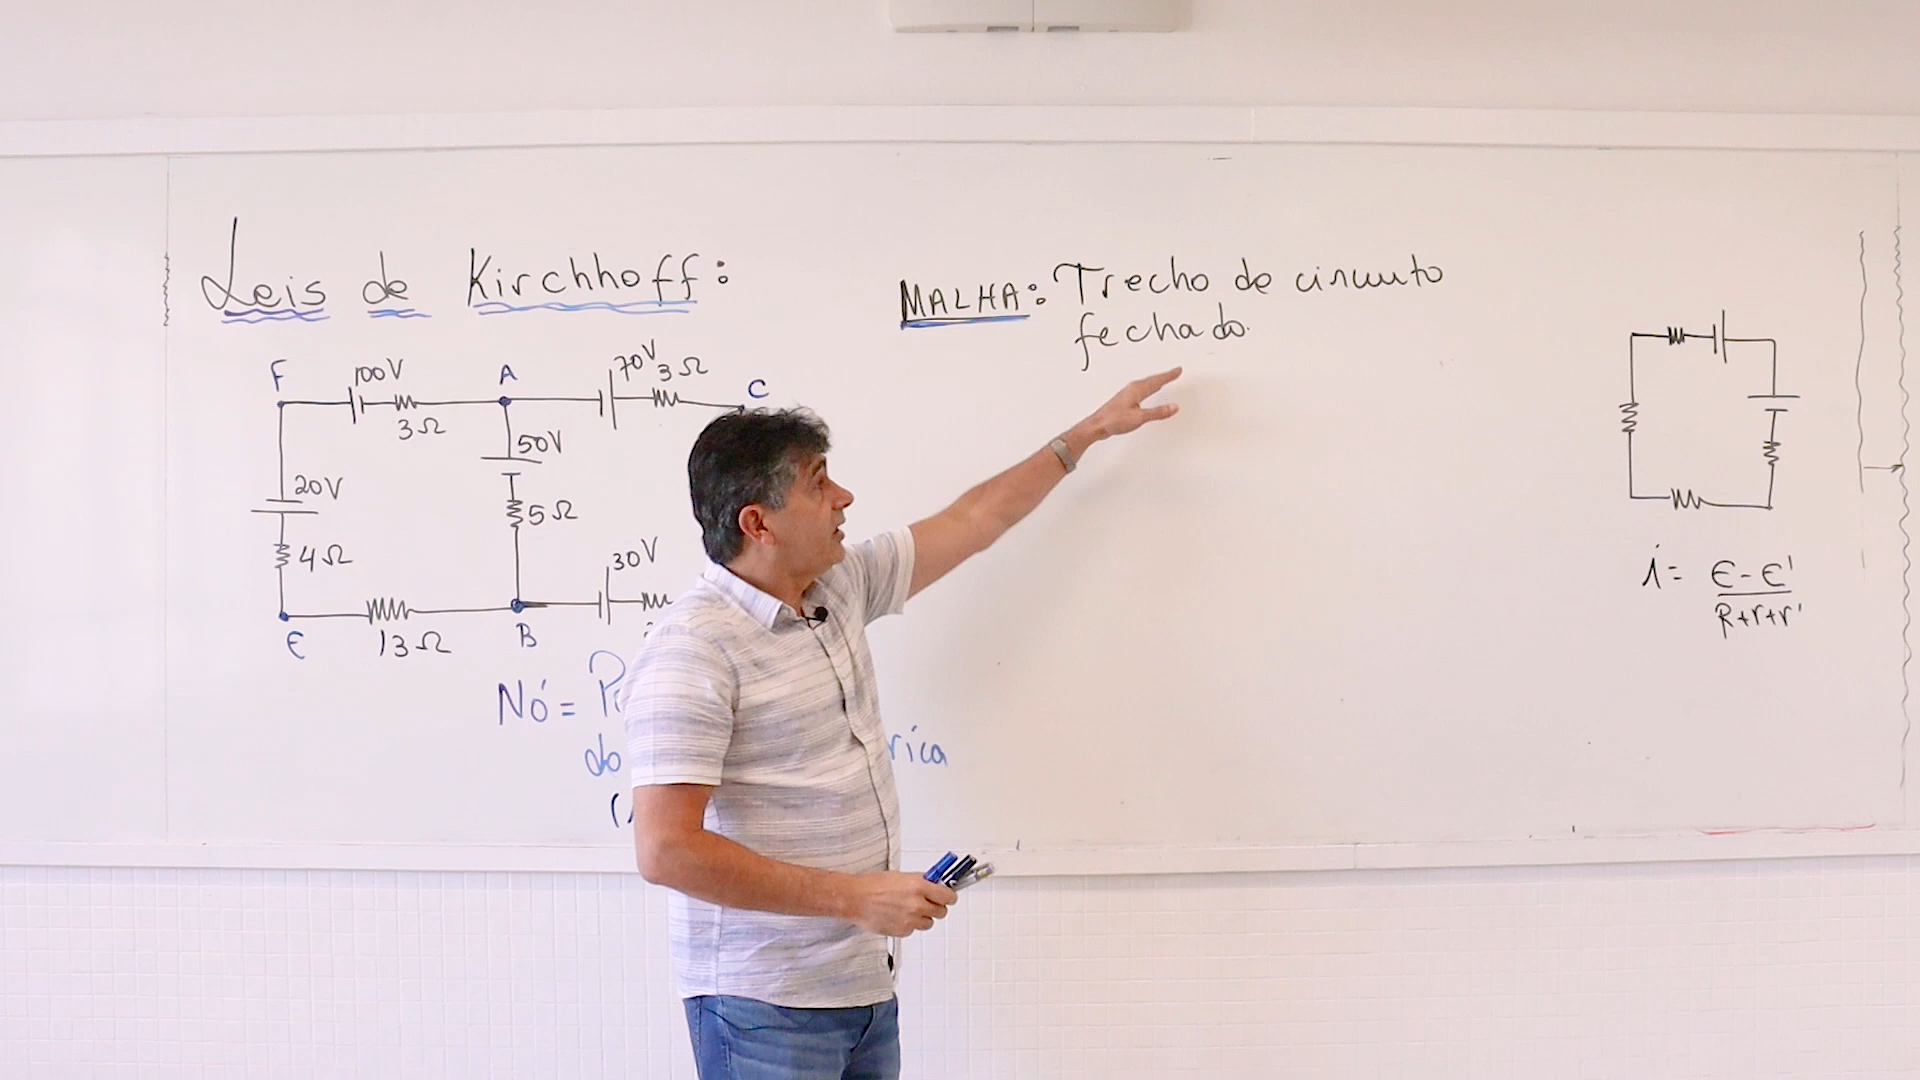 Leis de Kirchhoff:
F
100V
3Ω
A
70V
3Ω
C
20V
4Ω
50V
5Ω
30V
E
13Ω
B
Nó =
do
rica
MALHA: Trecho de circuito
fechado.
i = ε - ε'
R+r+r'